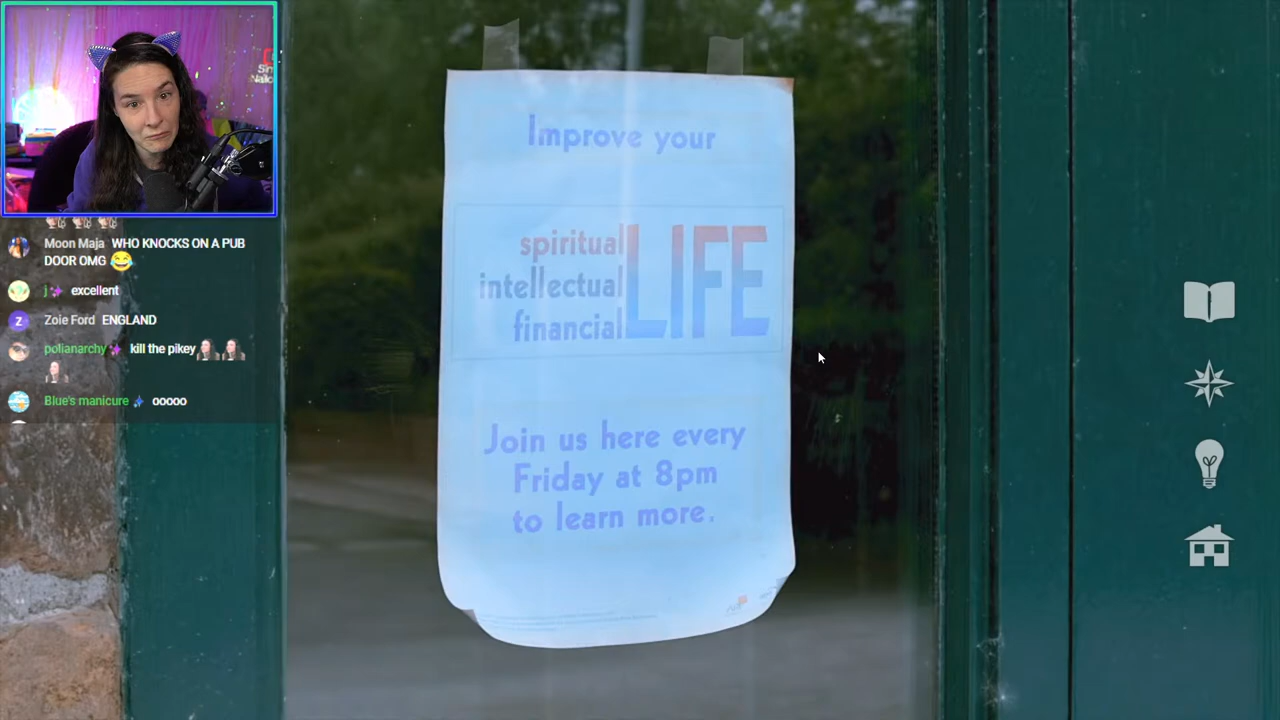 Improve your
spiritual
intellectual
financial
LIFE
Join us here every
Friday at 8pm
to learn more.
Moon Maja WHO KNOCKS ON A PUB
DOOR OMG 😂
j excellent
Zoie Ford ENGLAND
Z
polianarchy kill the pikey
Blue's manicure ooooo